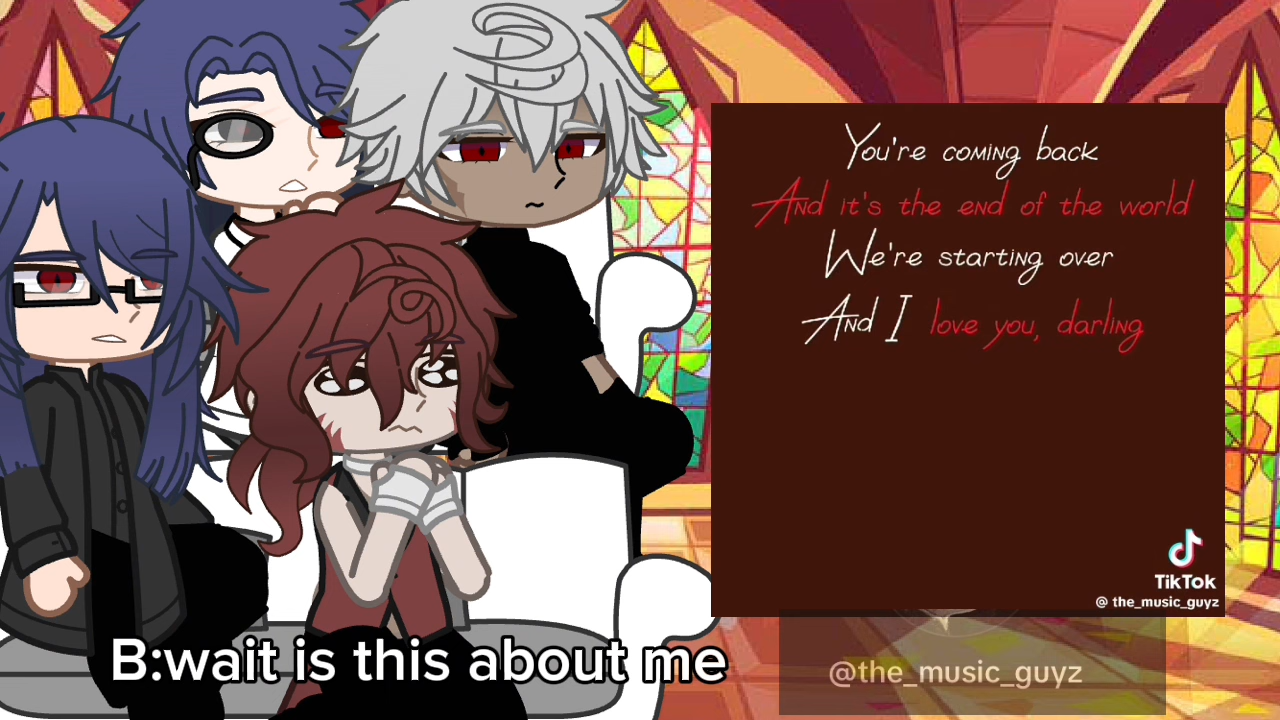 You're coming back
And it's the end of the world
We're starting over
And I love you, darling
TikTok
@ the_music_guyz
@the_music_guyz
B:wait is this about me